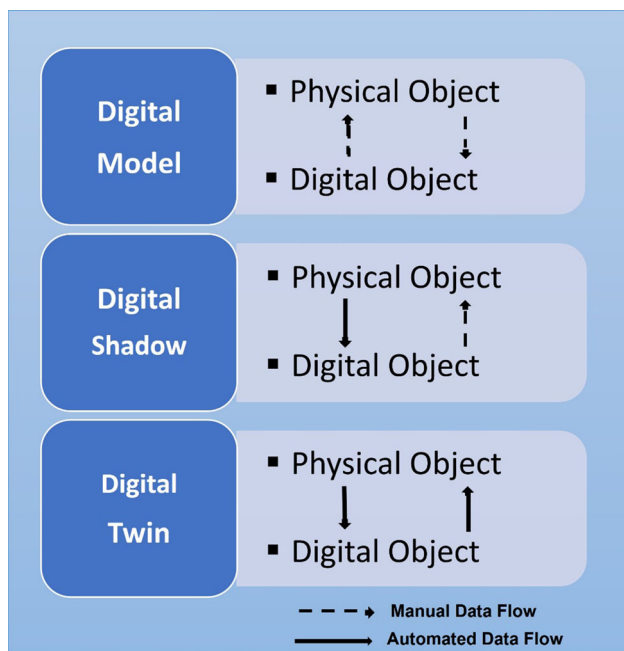 Digital
Model
▪ Physical Object
▪ Digital Object
Digital
Shadow
▪ Physical Object
▪ Digital Object
Digital
Twin
▪ Physical Object
▪ Digital Object
Manual Data Flow
Automated Data Flow